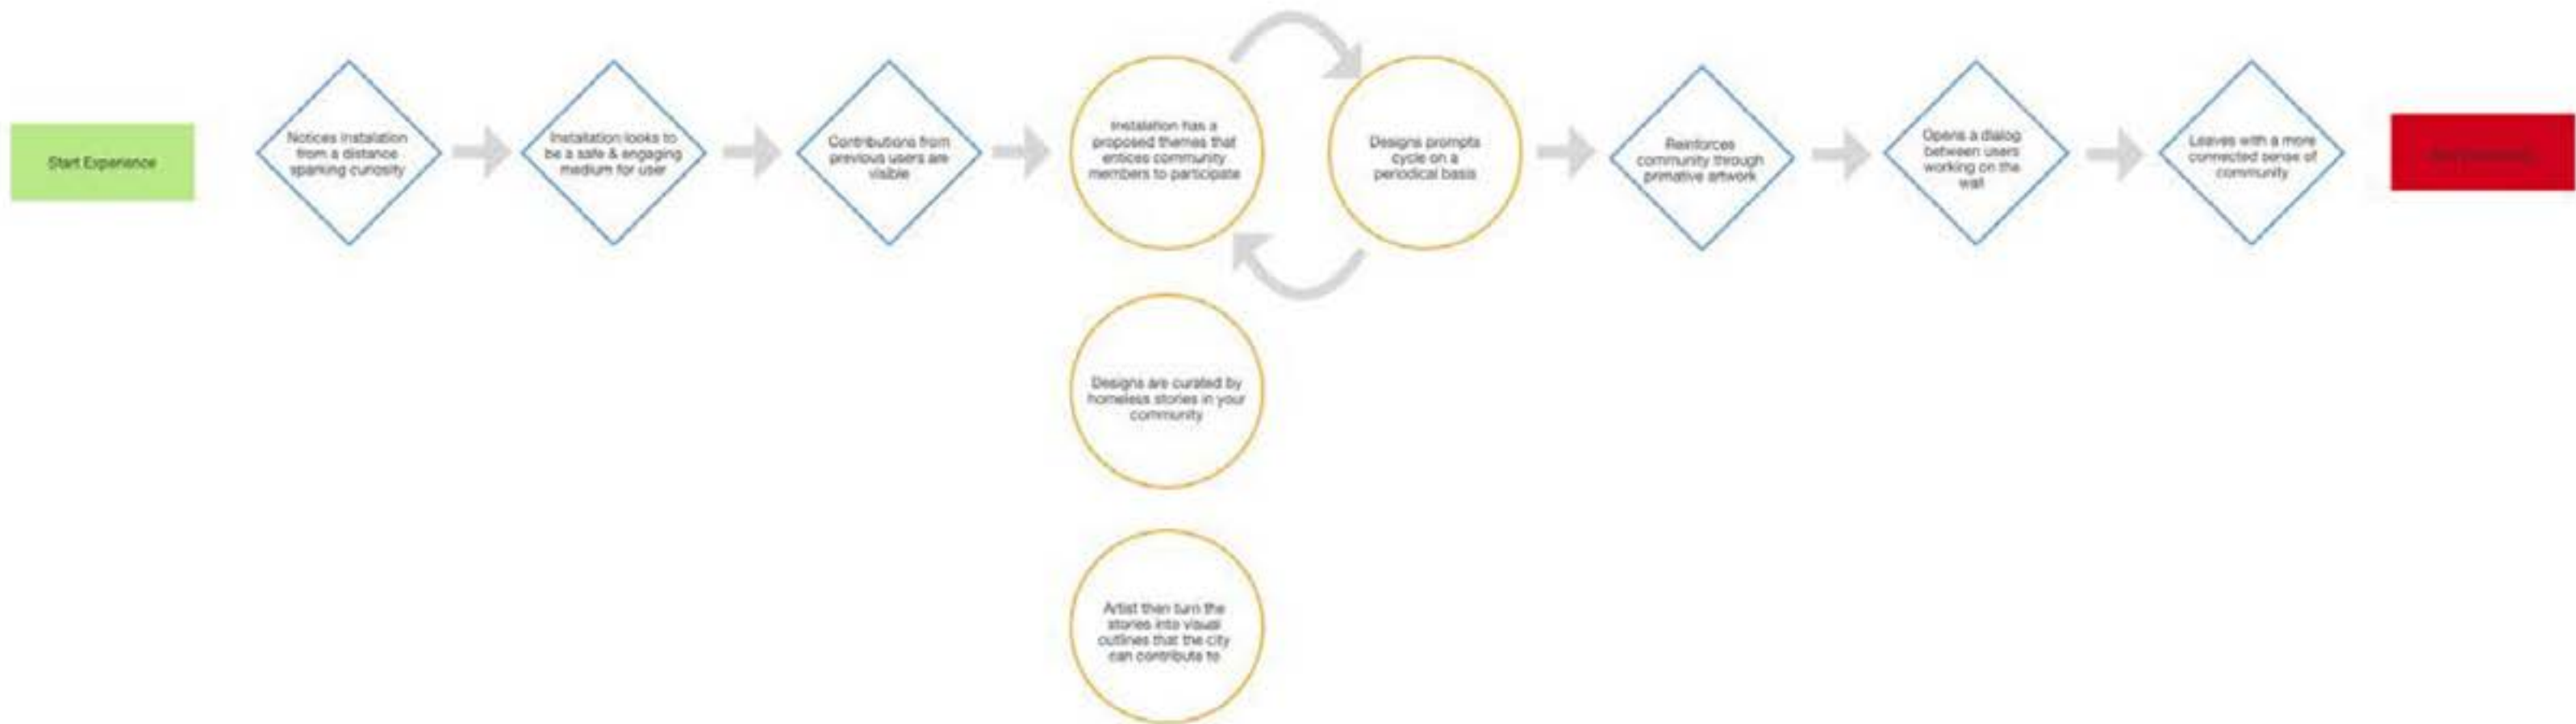 Start Experience
Notices Instalation
from a distance
sparking curiosity
Installation looks to
be a safe & engaging
medium for user
Contributions from
previous users are
visible
Instalation has a
proposed themes that
entices community
members to participate
Designs prompts
cycle on a
periodical basis
Reinforces
community through
primative artwork
Opens a dialog
between users
working on the
wall
Leaves with a more
connected sense of
community
Designs are curated by
homeless stories in your
community
Artist then turn the
stories into visual
outlines that the city
can contribute to